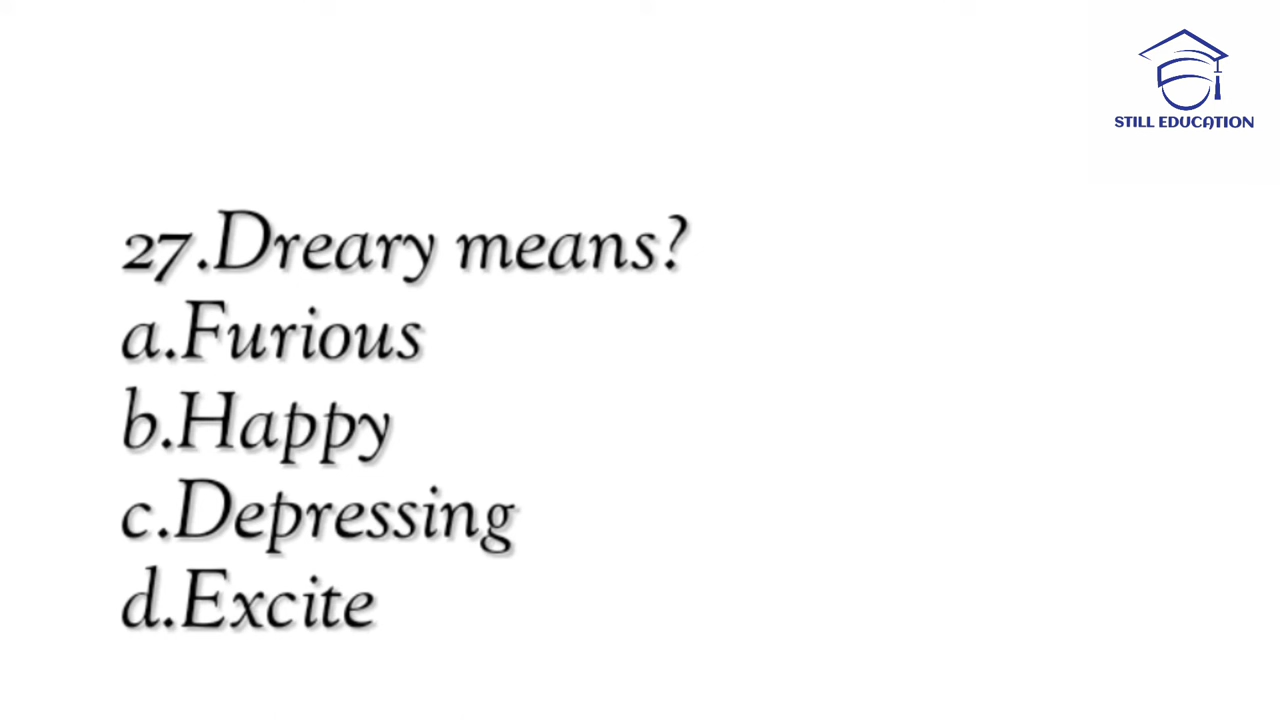 STILL EDUCATION
27.Dreary means?
a.Furious
b.Happy
c.Depressing
d.Excite